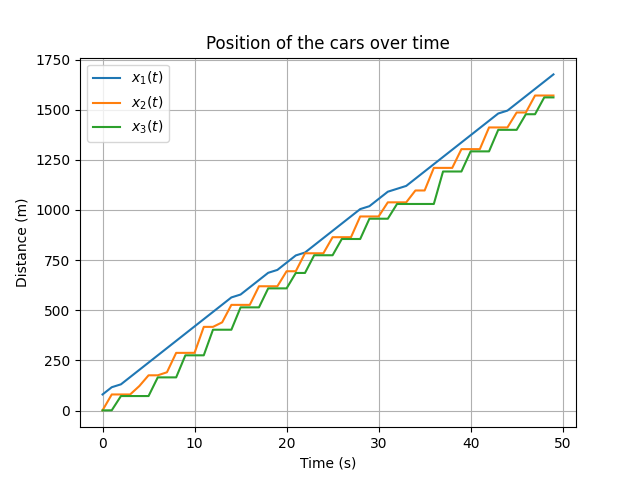 Position of the cars over time
1750
1500
1250
1000
750
500
250
0
Distance (m)
x₁(t)
x₂(t)
x₃(t)
0 10 20 30 40 50
Time (s)